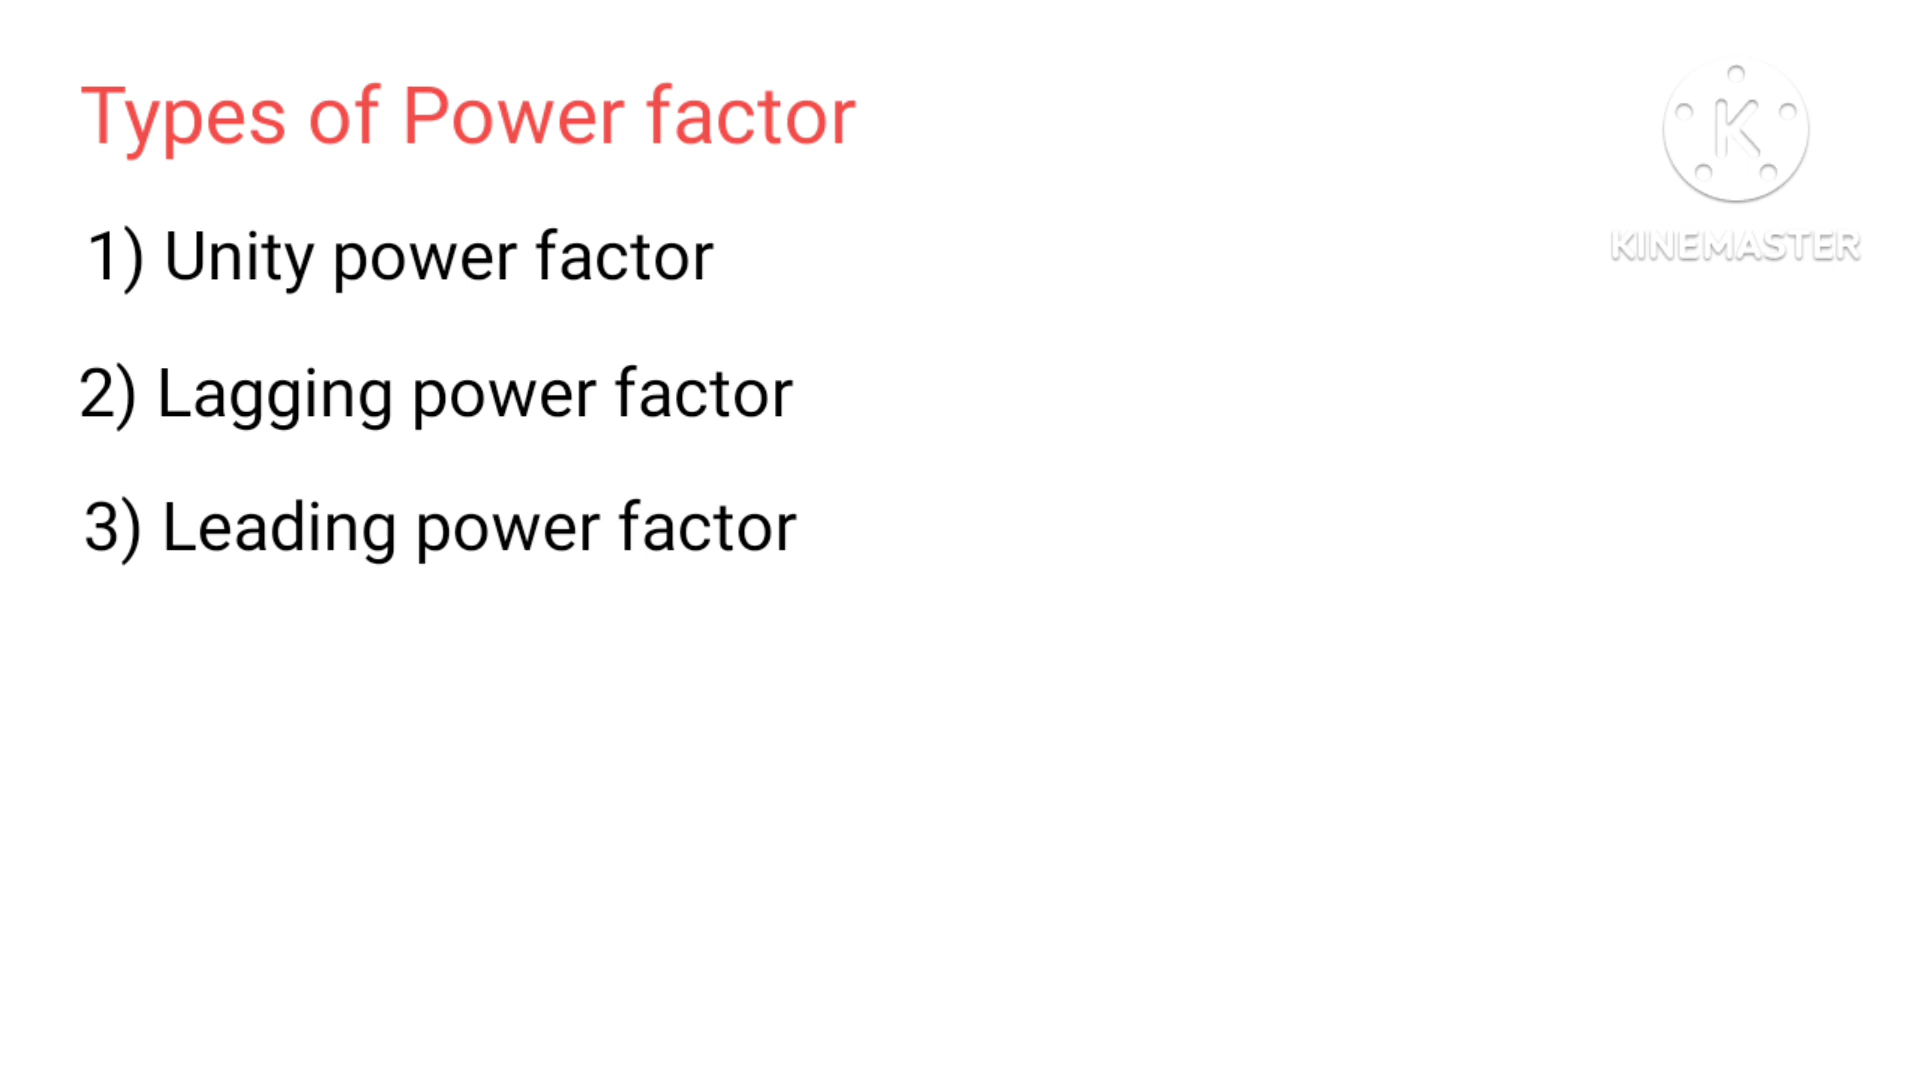 Types of Power factor
1) Unity power factor
2) Lagging power factor
3) Leading power factor
K
KINEMASTER